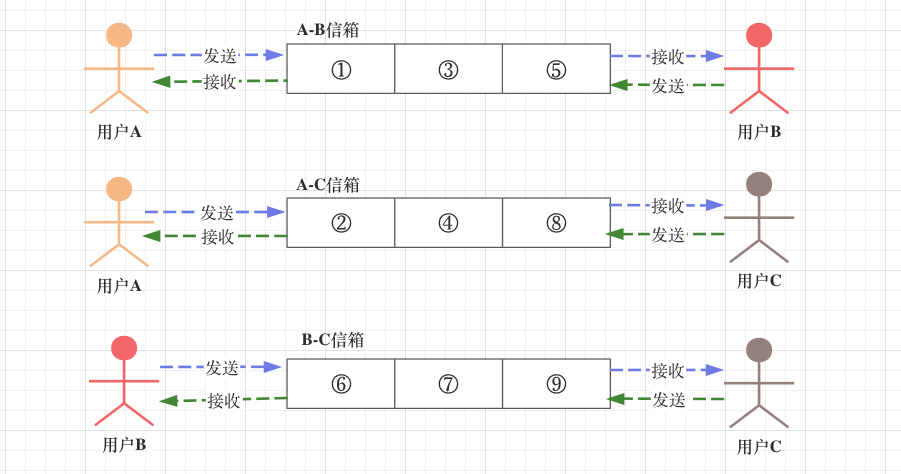 A-B信箱
发送
①
③
⑤
接收
接收
发送
用户A
用户B
A-C信箱
发送
②
④
⑧
接收
接收
发送
用户A
用户C
B-C信箱
发送
⑥
⑦
⑨
接收
接收
发送
用户B
用户C